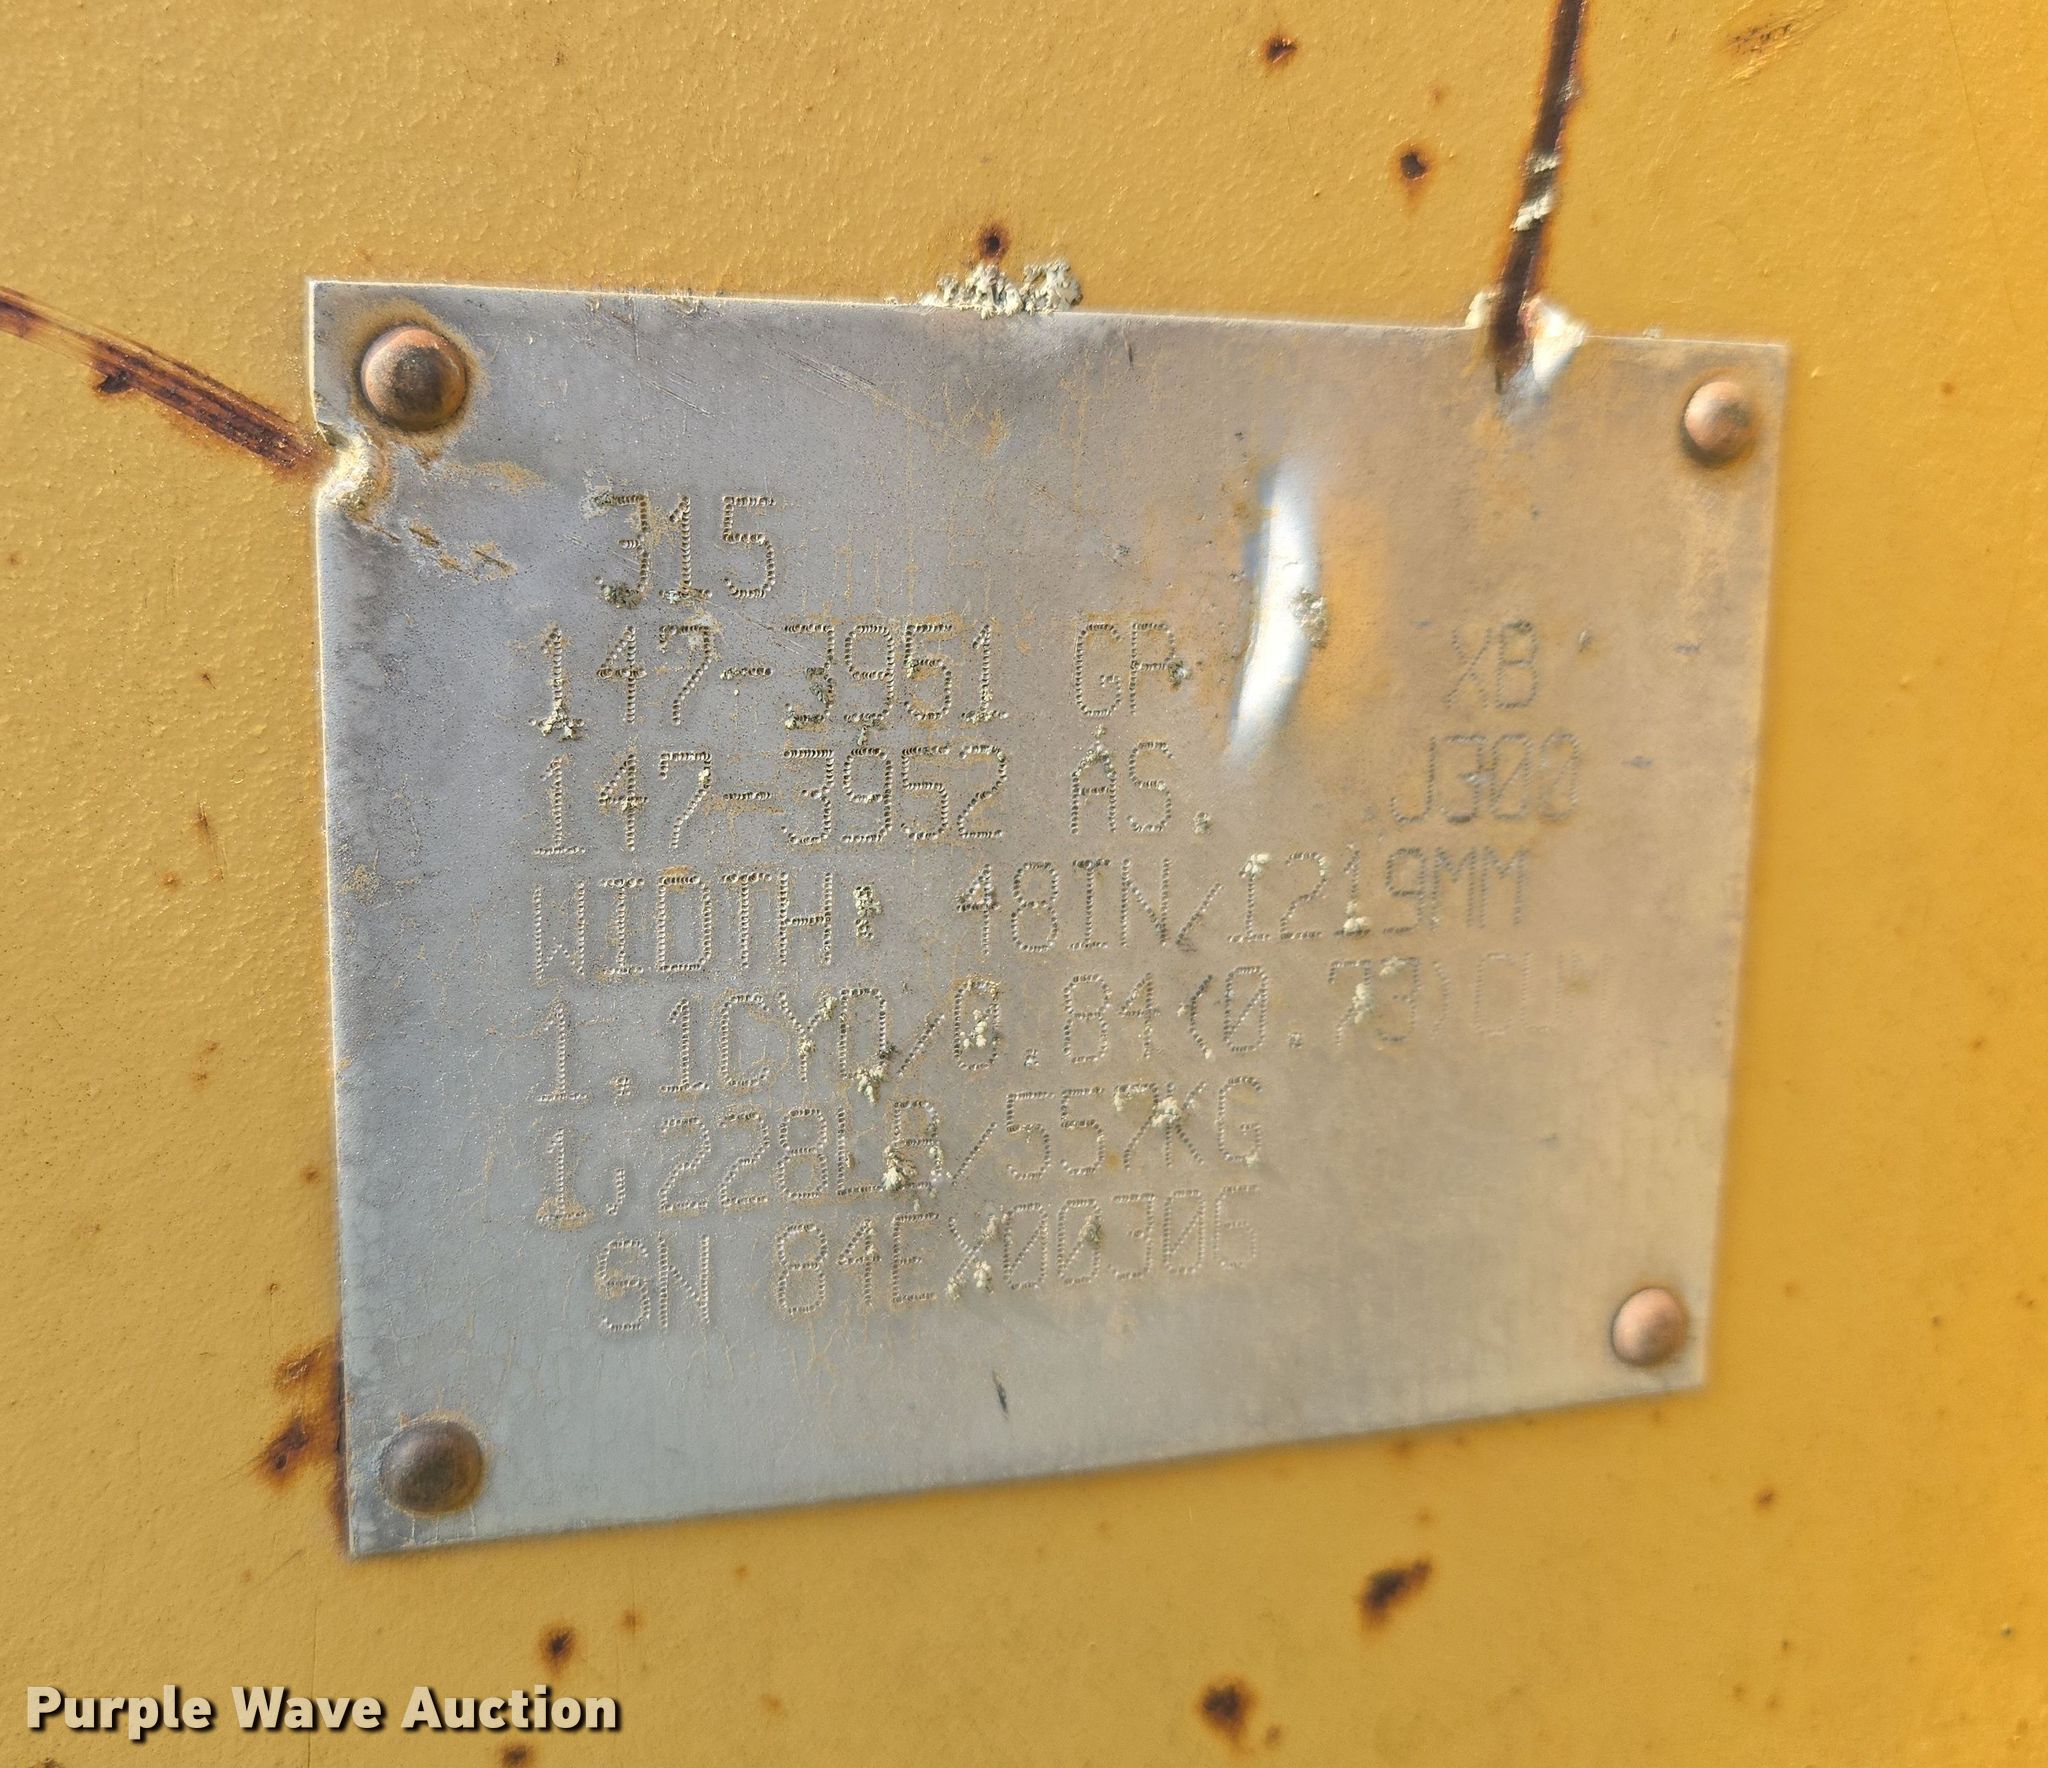 315
147-3951 GP XB
147-3952 AS. .J300
WIDTH: 48IN/1219MM
1.1CYD/0.84(0.73)
1,228LB/557KG
SN 84EX00306
Purple Wave Auction